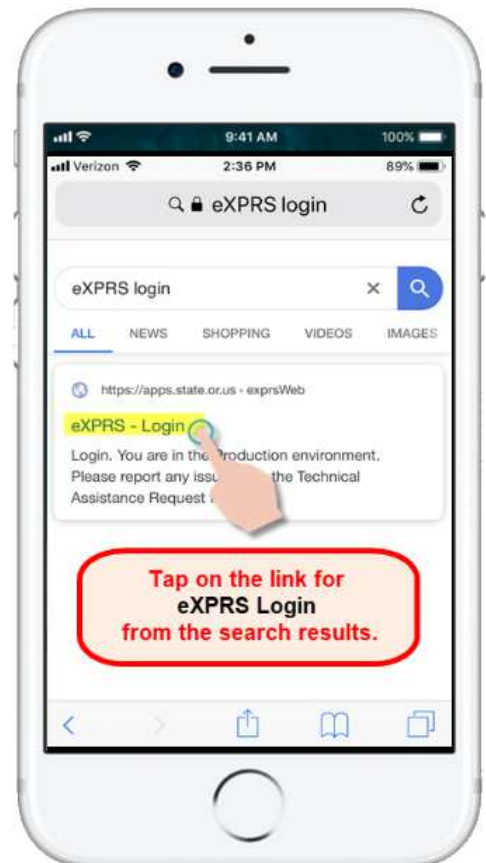 9:41 AM 100%
Verizon 2:36 PM 89%
eXPRS login
eXPRS login
ALL NEWS SHOPPING VIDEOS IMAGES
https://apps.state.or.us › exprsWeb
eXPRS - Login
Login. You are in the Production environment.
Please report any the Technical
Assistance Request
Tap on the link for
eXPRS Login
from the search results.